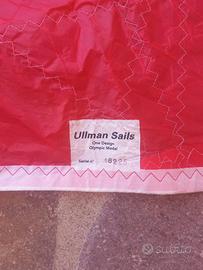 Ullman Sails
One Design
Olympic Medal
Serial n°
subito